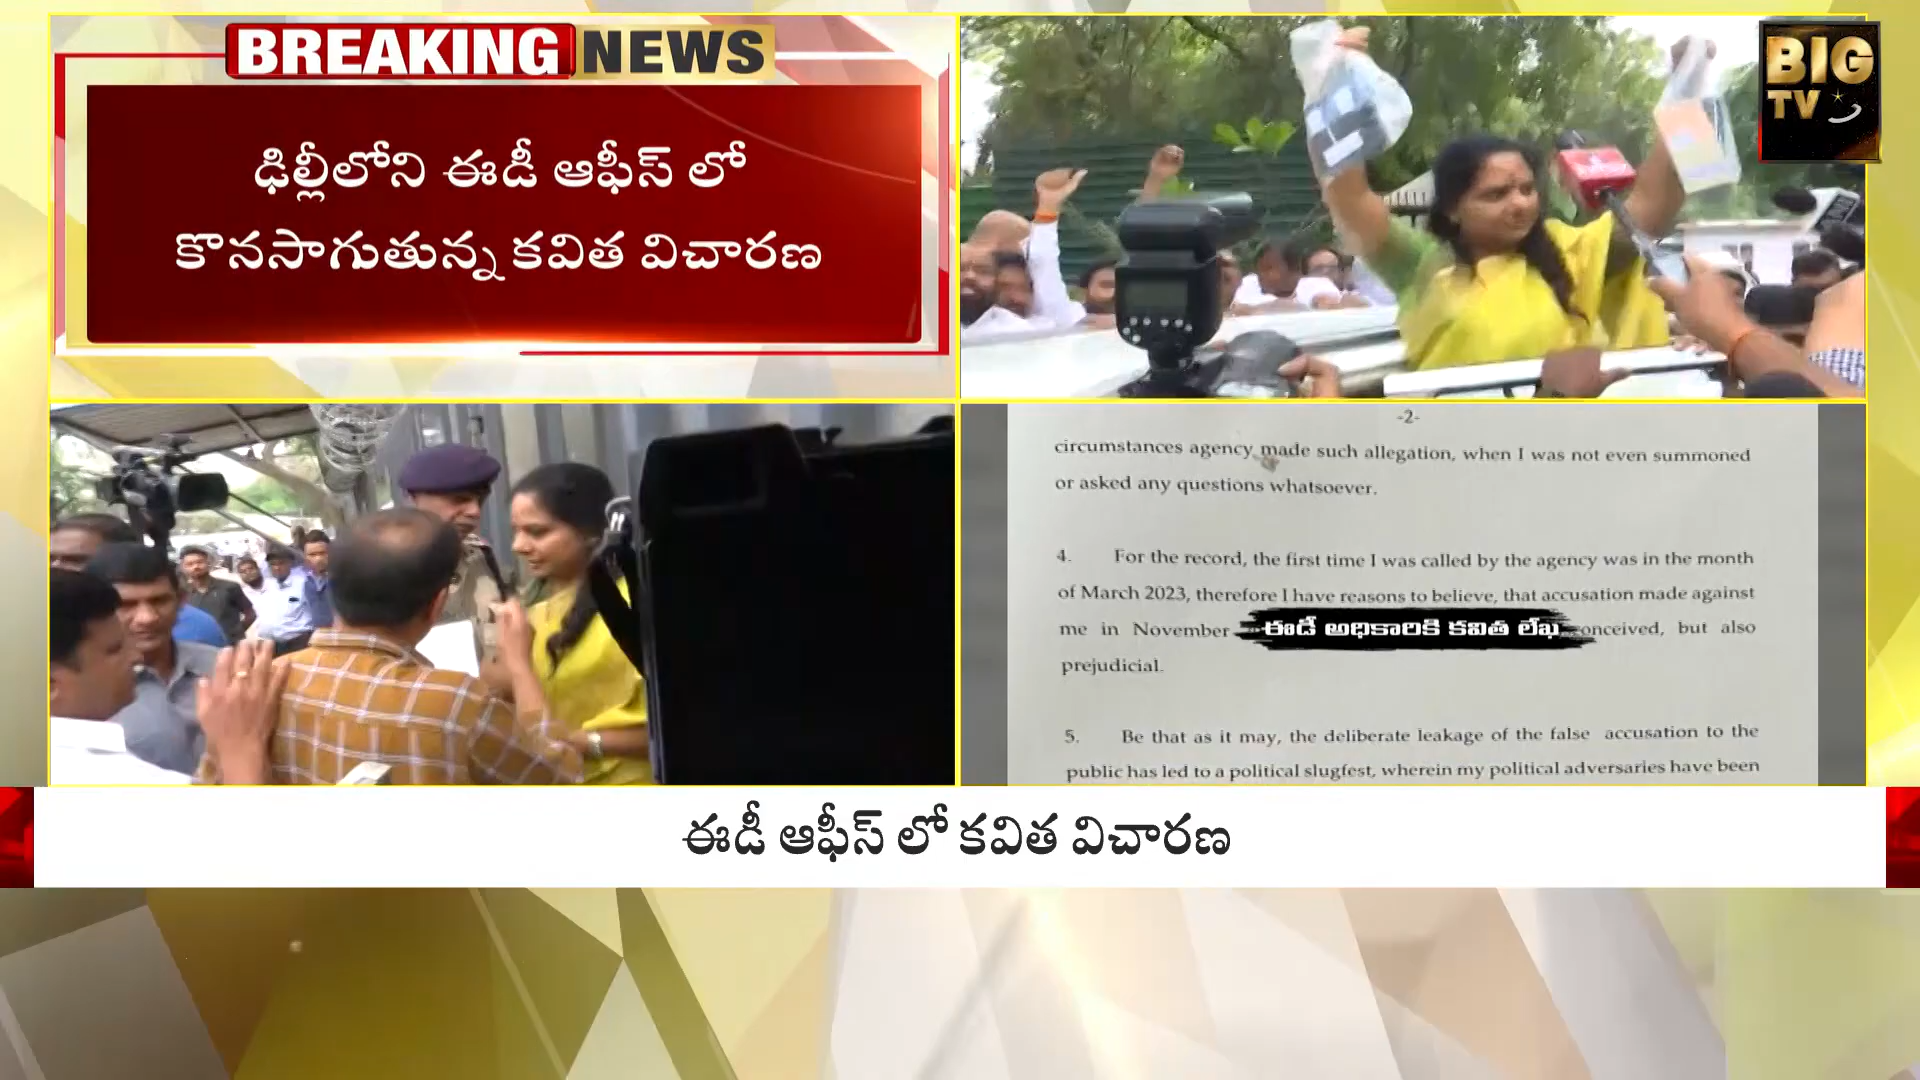 BREAKING NEWS
ఢిల్లీలోని ఈడీ ఆఫీస్ లో
కొనసాగుతున్న కవిత విచారణ
BIG
TV
-2-
circumstances agency made such allegation, when I was not even summoned
or asked any questions whatsoever.
4. For the record, the first time I was called by the agency was in the month
of March 2023, therefore I have reasons to believe, that accusation made against
me in November
ఈడీ అధికారికి కవిత లేఖ
onceived, but also
prejudicial.
5. Be that as it may, the deliberate leakage of the false accusation to the
public has led to a political slugfest, wherein my political adversaries have been
ఈడీ ఆఫీస్ లో కవిత విచారణ